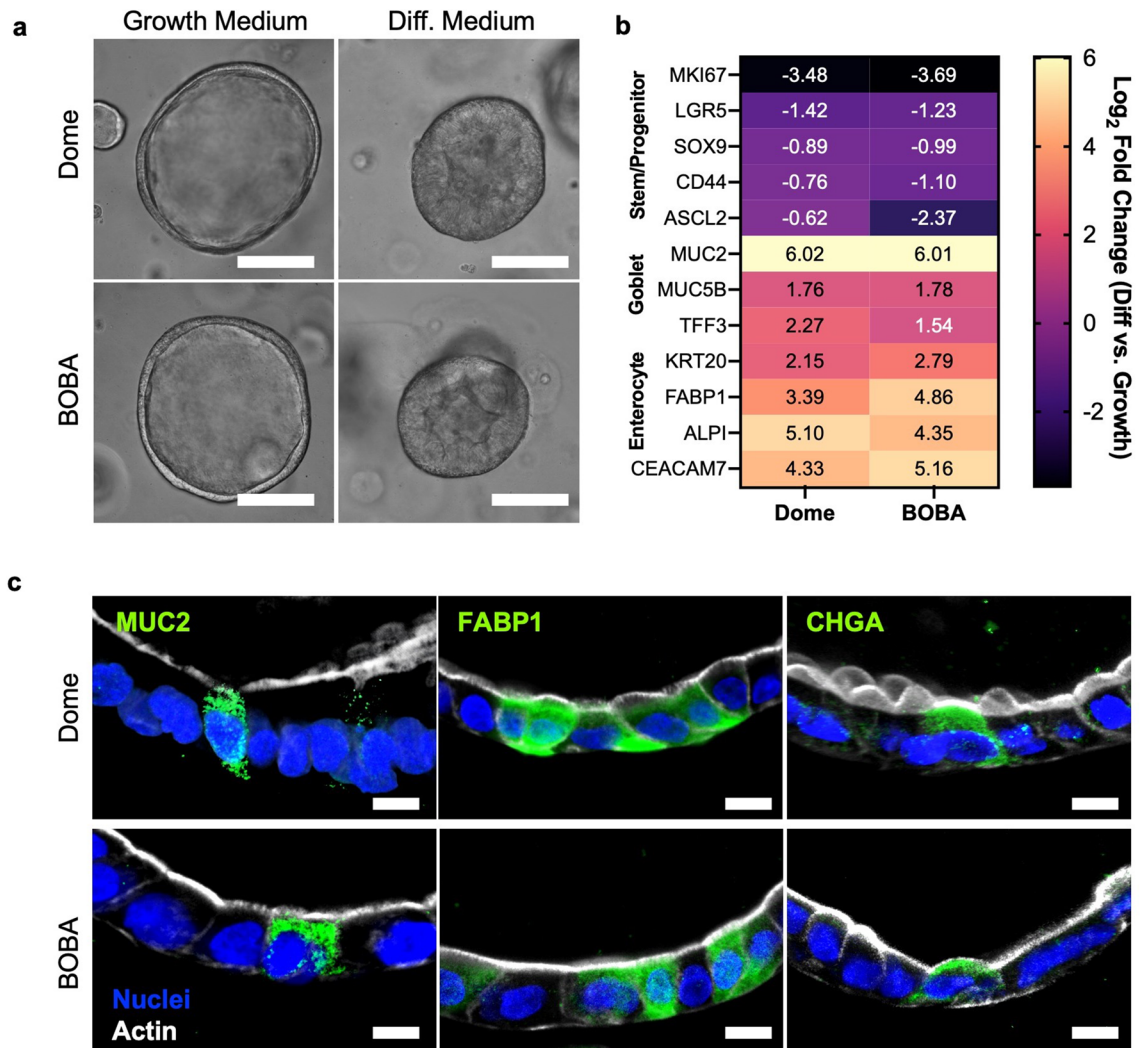 a
Growth Medium
Diff. Medium
Dome
BOBA
b
Stem/Progenitor
Goblet
Enterocyte
MKI67 -3.48 -3.69
LGR5 -1.42 -1.23
SOX9 -0.89 -0.99
CD44 -0.76 -1.10
ASCL2 -0.62 -2.37
MUC2 6.02 6.01
MUC5B 1.76 1.78
TFF3 2.27 1.54
KRT20 2.15 2.79
FABP1 3.39 4.86
ALPI 5.10 4.35
CEACAM7 4.33 5.16
Dome BOBA
6
4
2
0
-2
Log2 Fold Change (Diff vs. Growth)
c
Dome
MUC2
FABP1
CHGA
BOBA
Nuclei
Actin